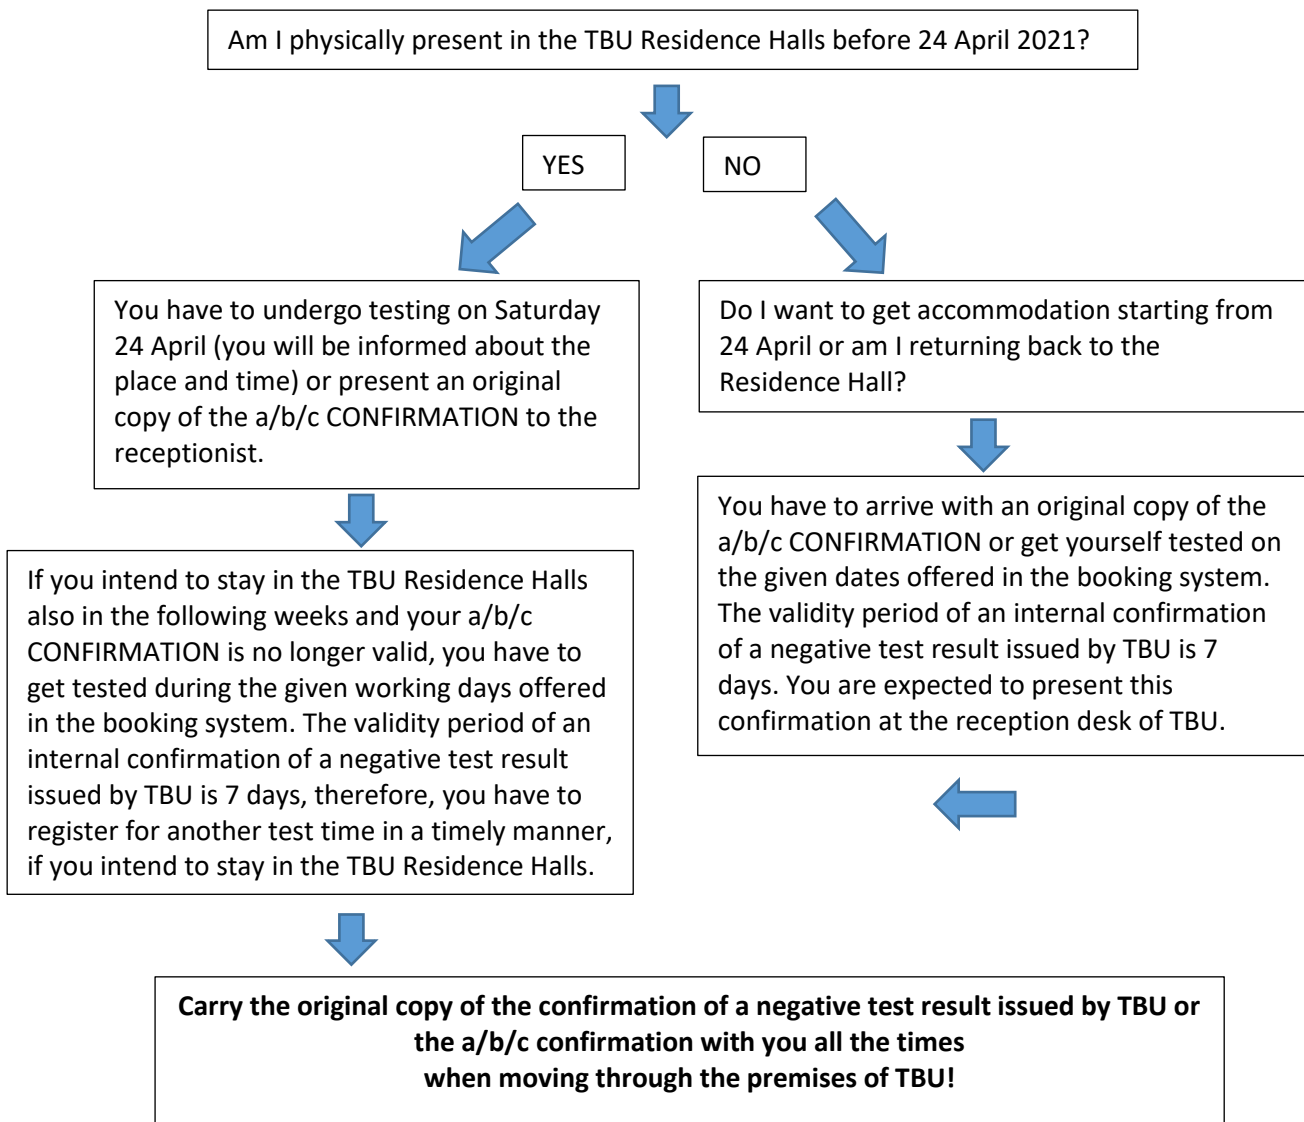 Am I physically present in the TBU Residence Halls before 24 April 2021?
YES
NO
You have to undergo testing on Saturday
24 April (you will be informed about the
place and time) or present an original
copy of the a/b/c CONFIRMATION to the
receptionist.
Do I want to get accommodation starting from
24 April or am I returning back to the
Residence Hall?
If you intend to stay in the TBU Residence Halls
also in the following weeks and your a/b/c
CONFIRMATION is no longer valid, you have to
get tested during the given working days offered
in the booking system. The validity period of an
internal confirmation of a negative test result
issued by TBU is 7 days, therefore, you have to
register for another test time in a timely manner,
if you intend to stay in the TBU Residence Halls.
You have to arrive with an original copy of the
a/b/c CONFIRMATION or get yourself tested on
the given dates offered in the booking system.
The validity period of an internal confirmation
of a negative test result issued by TBU is 7
days. You are expected to present this
confirmation at the reception desk of TBU.
Carry the original copy of the confirmation of a negative test result issued by TBU or
the a/b/c confirmation with you all the times
when moving through the premises of TBU!